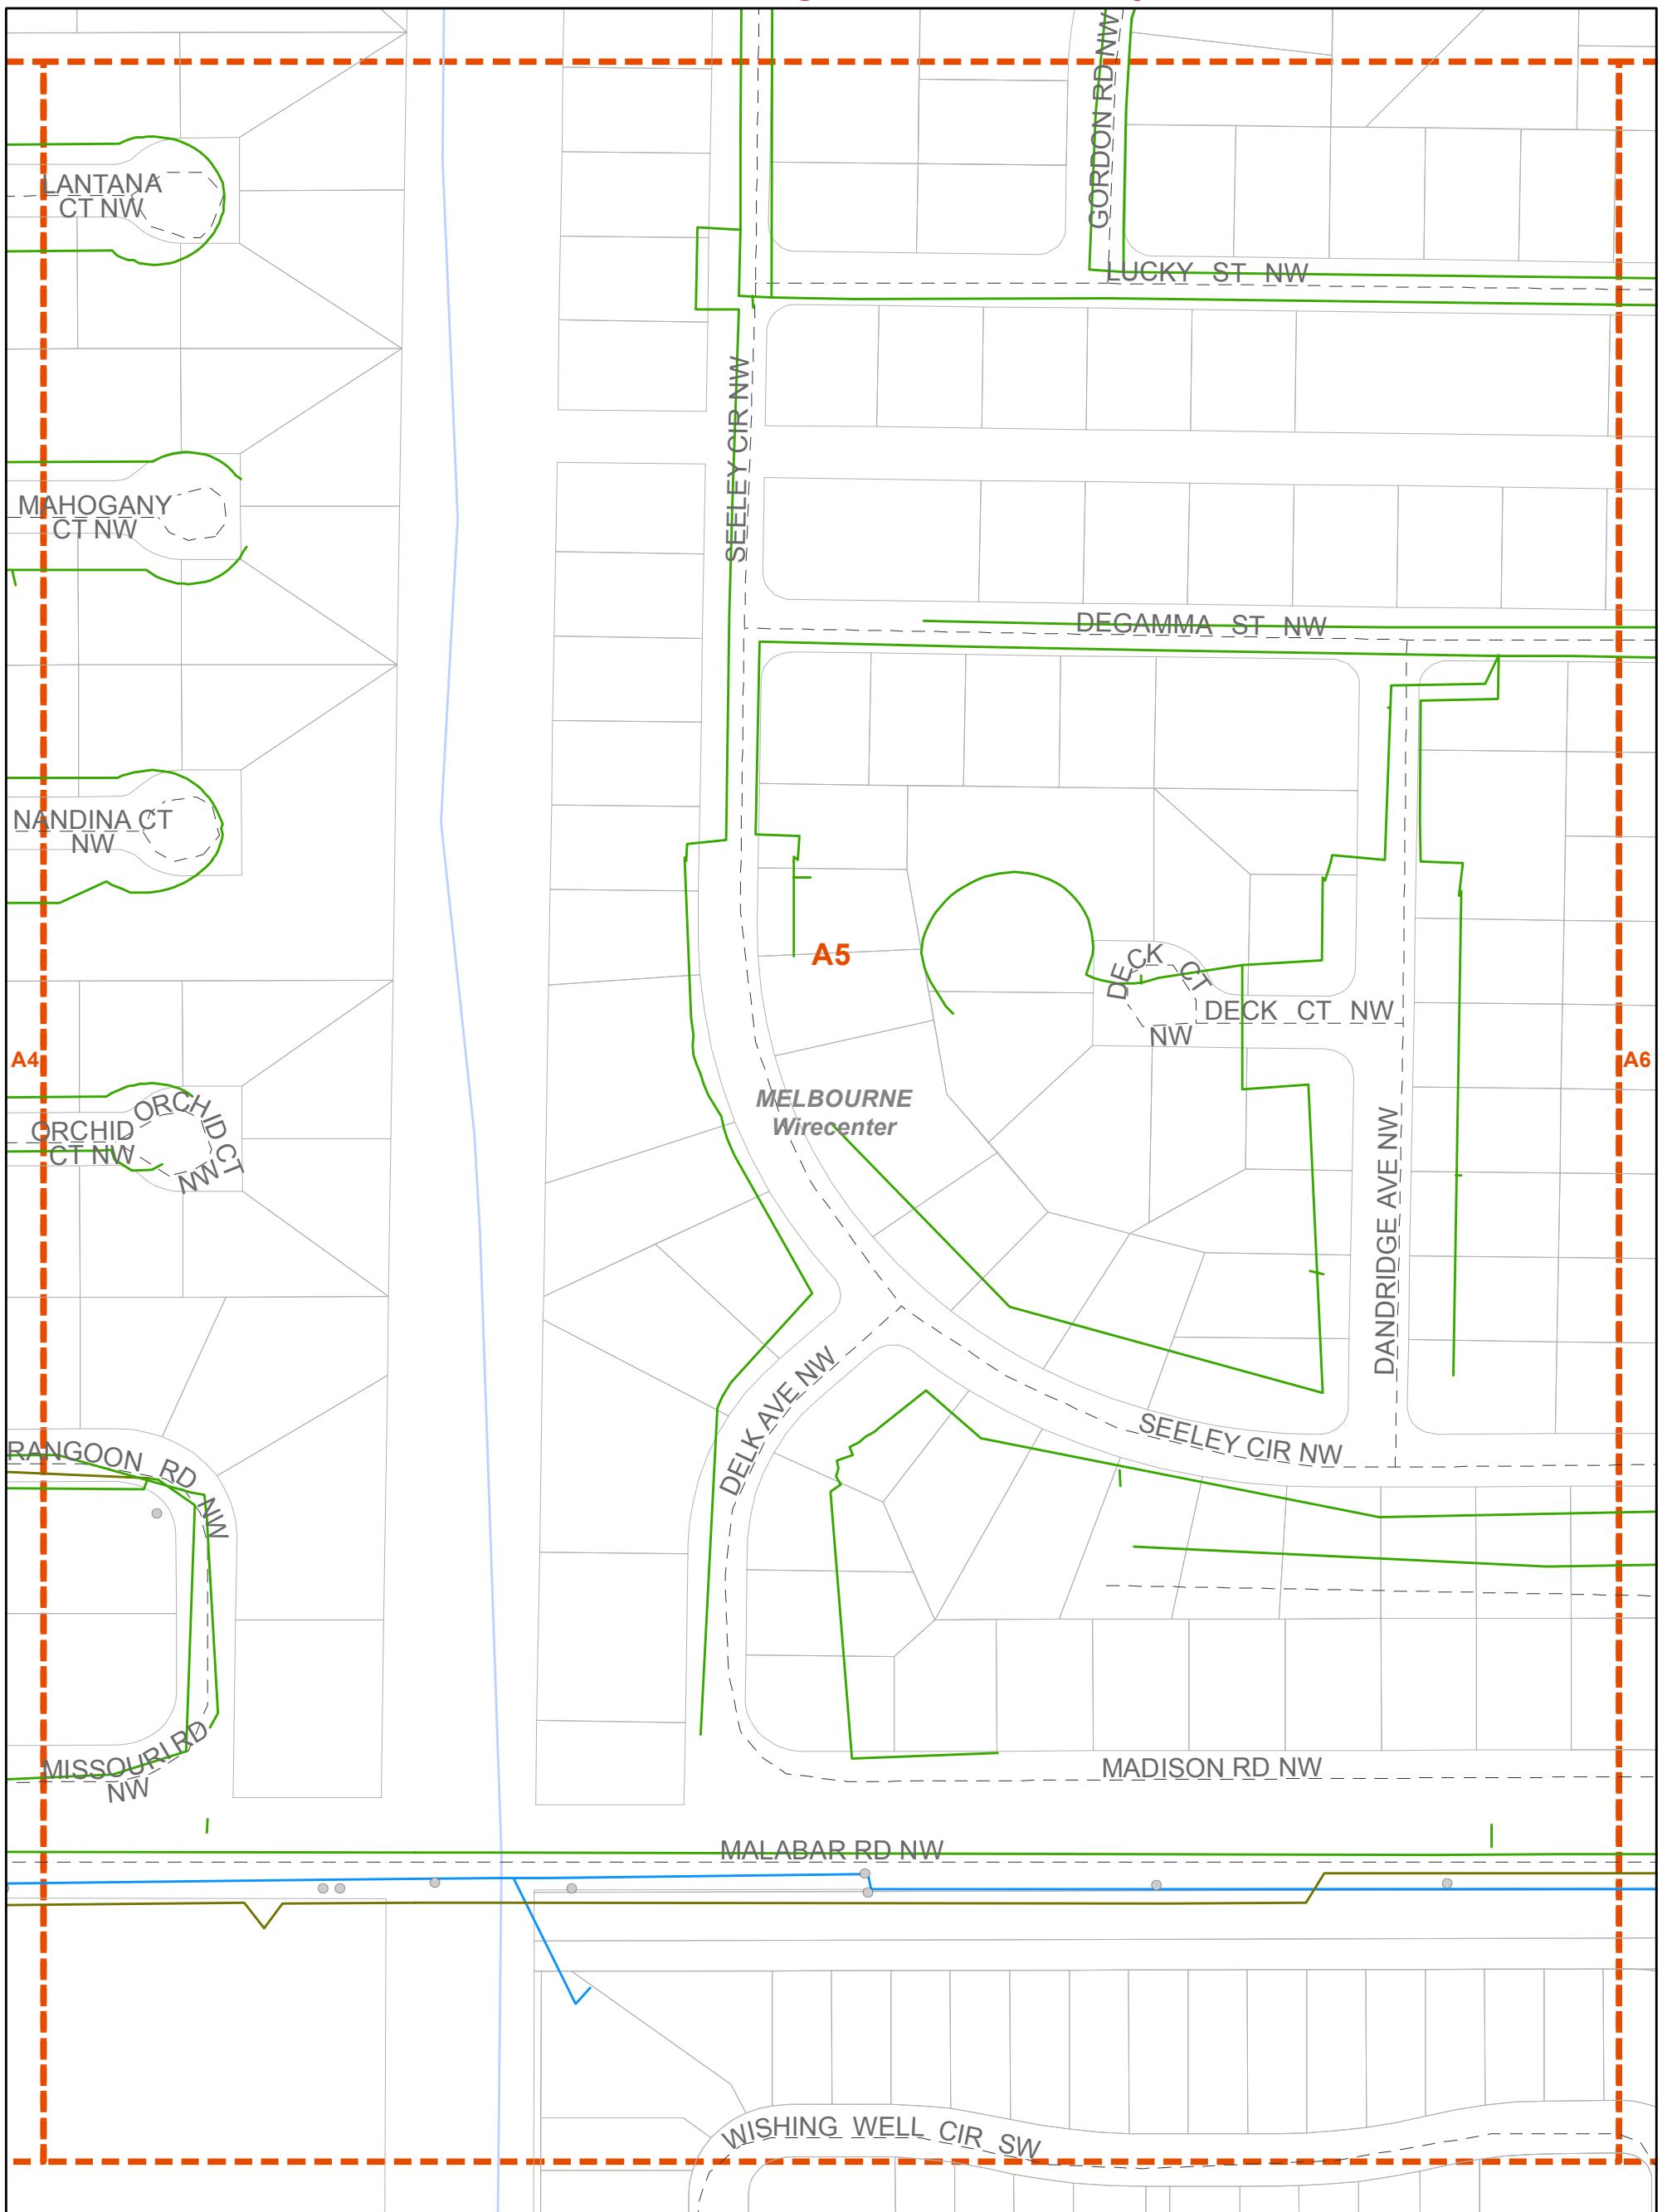 GORDON RD NW
LANTANA
CT NW
LUCKY ST NW
SEELEY CIR NW
MAHOGANY
CT NW
DEGAMMA ST NW
NANDINA CT
NW
A5
DECK CT
NW
DECK CT NW
A4
A6
MELBOURNE
Wirecenter
ORCHID CT
NW
ORCHID
CT NW
DANDRIDGE AVE NW
DELK AVE NW
SEELEY CIR NW
RANGOON RD NW
MISSOURI RD
NW
MADISON RD NW
MALABAR RD NW
WISHING WELL CIR SW